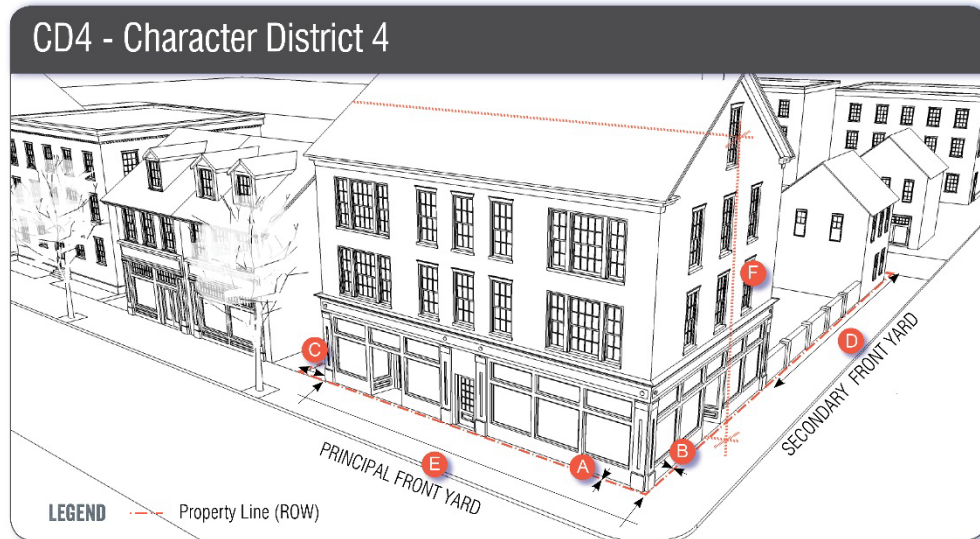 CD4 - Character District 4
F
C
D
SECONDARY FRONT YARD
B
A
E
PRINCIPAL FRONT YARD
LEGEND Property Line (ROW)